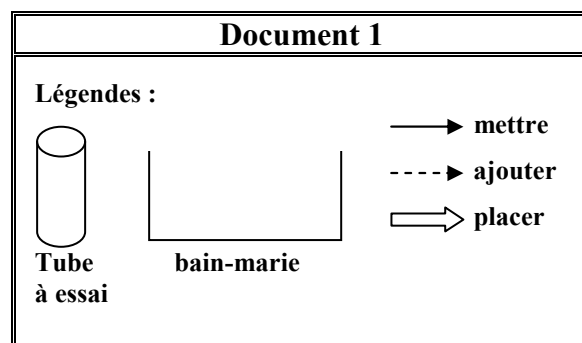 Document 1
Légendes :
mettre
ajouter
placer
Tube
à essai
bain-marie